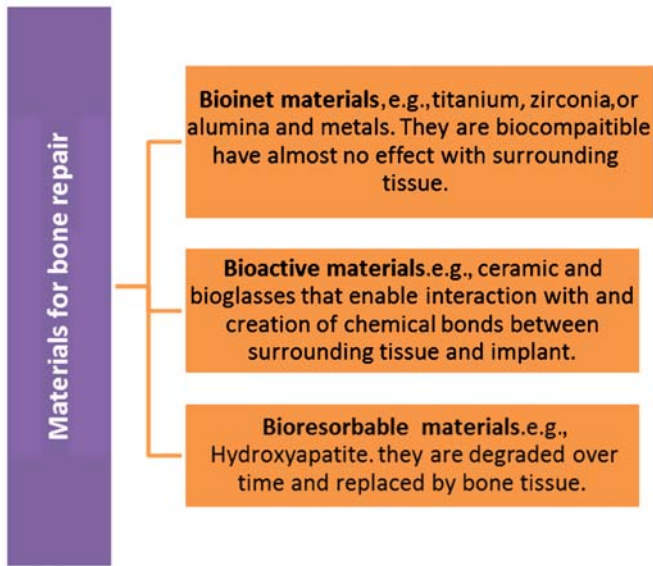 Materials for bone repair
Bioinet materials,e.g.,titanium, zirconia,or
alumina and metals. They are biocompaitible
have almost no effect with surrounding
tissue.
Bioactive materials.e.g., ceramic and
bioglasses that enable interaction with and
creation of chemical bonds between
surrounding tissue and implant.
Bioresorbable materials.e.g.,
Hydroxyapatite. they are degraded over
time and replaced by bone tissue.